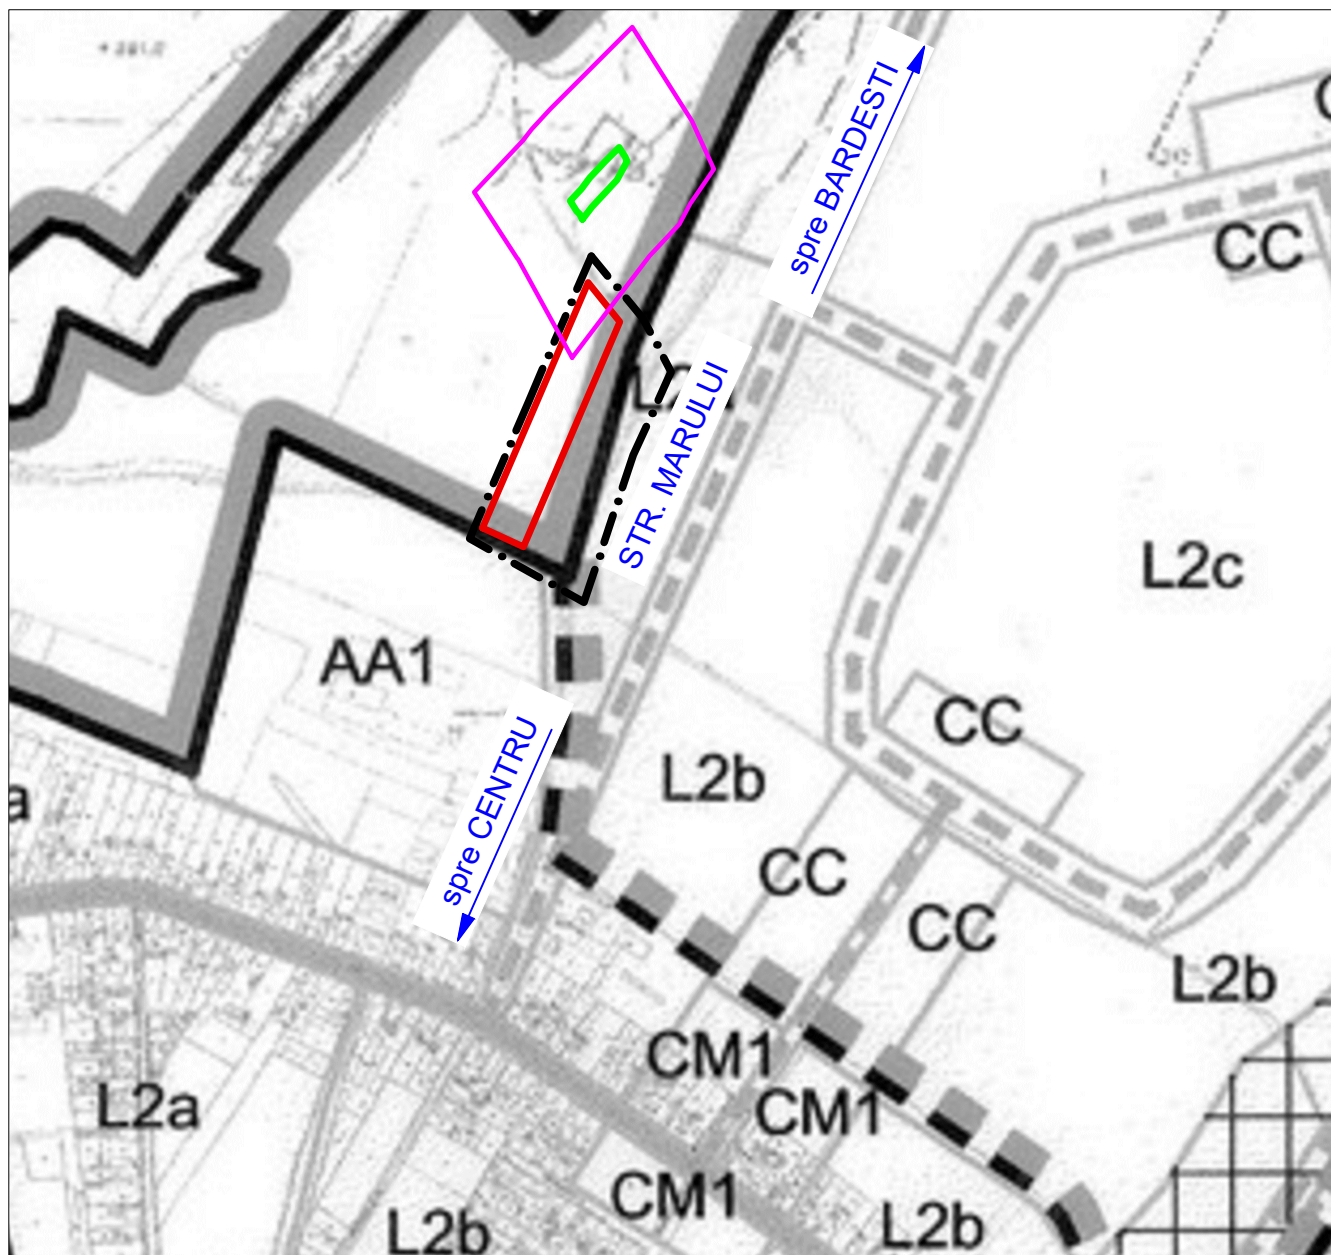 CC
spre BARDESTI
STR. MARULUI
L2c
AA1
CC
L2b
spre CENTRU
a
CC
CC
L2b
CM1
CM1
L2a
CM1
L2b
L2b